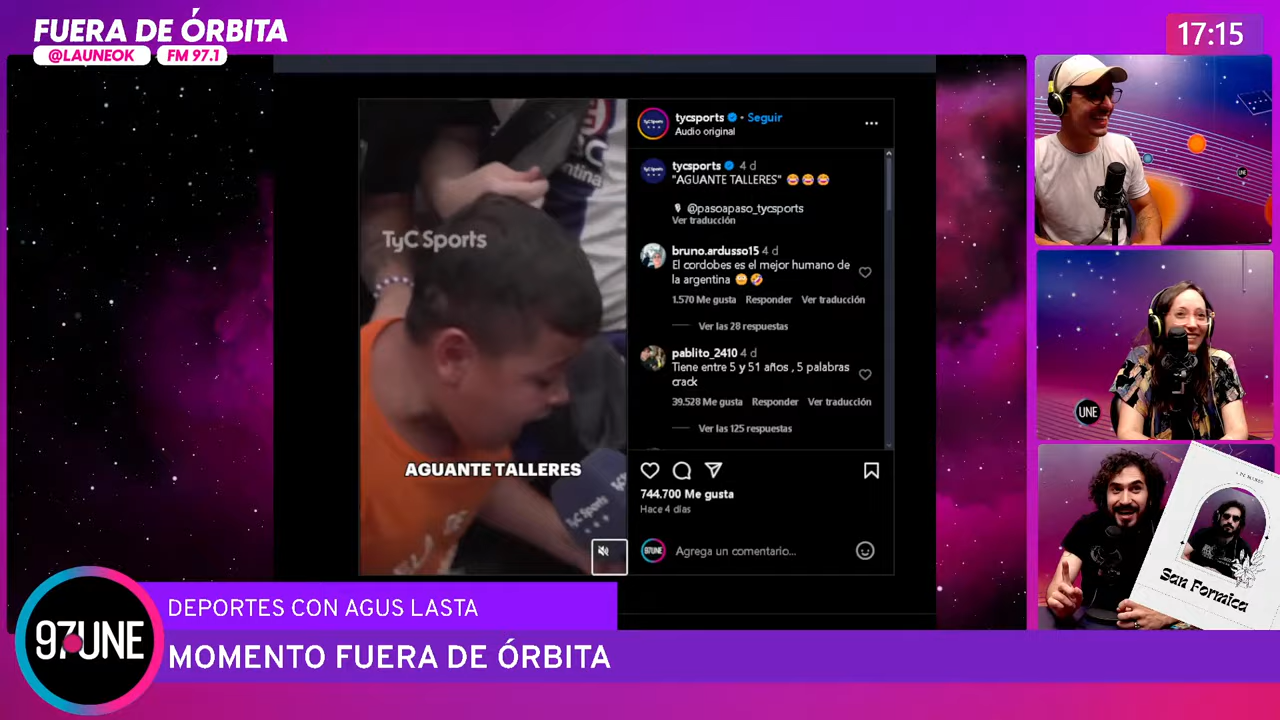 FUERA DE ÓRBITA
@LAUNEOK
FM 97.1
17:15
TyC Sports
AGUANTE TALLERES
TyC Sports
tycsports • Seguir
Audio original
tycsports 4 d
"AGUANTE TALLERES" 😂😂😂
🎙 @pasoapaso_tycsports
Ver traducción
bruno.ardusso15 4 d
El cordobes es el mejor humano de
la argentina 😁🤣
1.570 Me gusta Responder Ver traducción
Ver las 28 respuestas
pablito_2410 4 d
Tiene entre 5 y 51 años , 5 palabras
crack
39.528 Me gusta Responder Ver traducción
Ver las 125 respuestas
744.700 Me gusta
Hace 4 días
Agrega un comentario...
UNE
San Formica
97UNE
DEPORTES CON AGUS LASTA
MOMENTO FUERA DE ÓRBITA